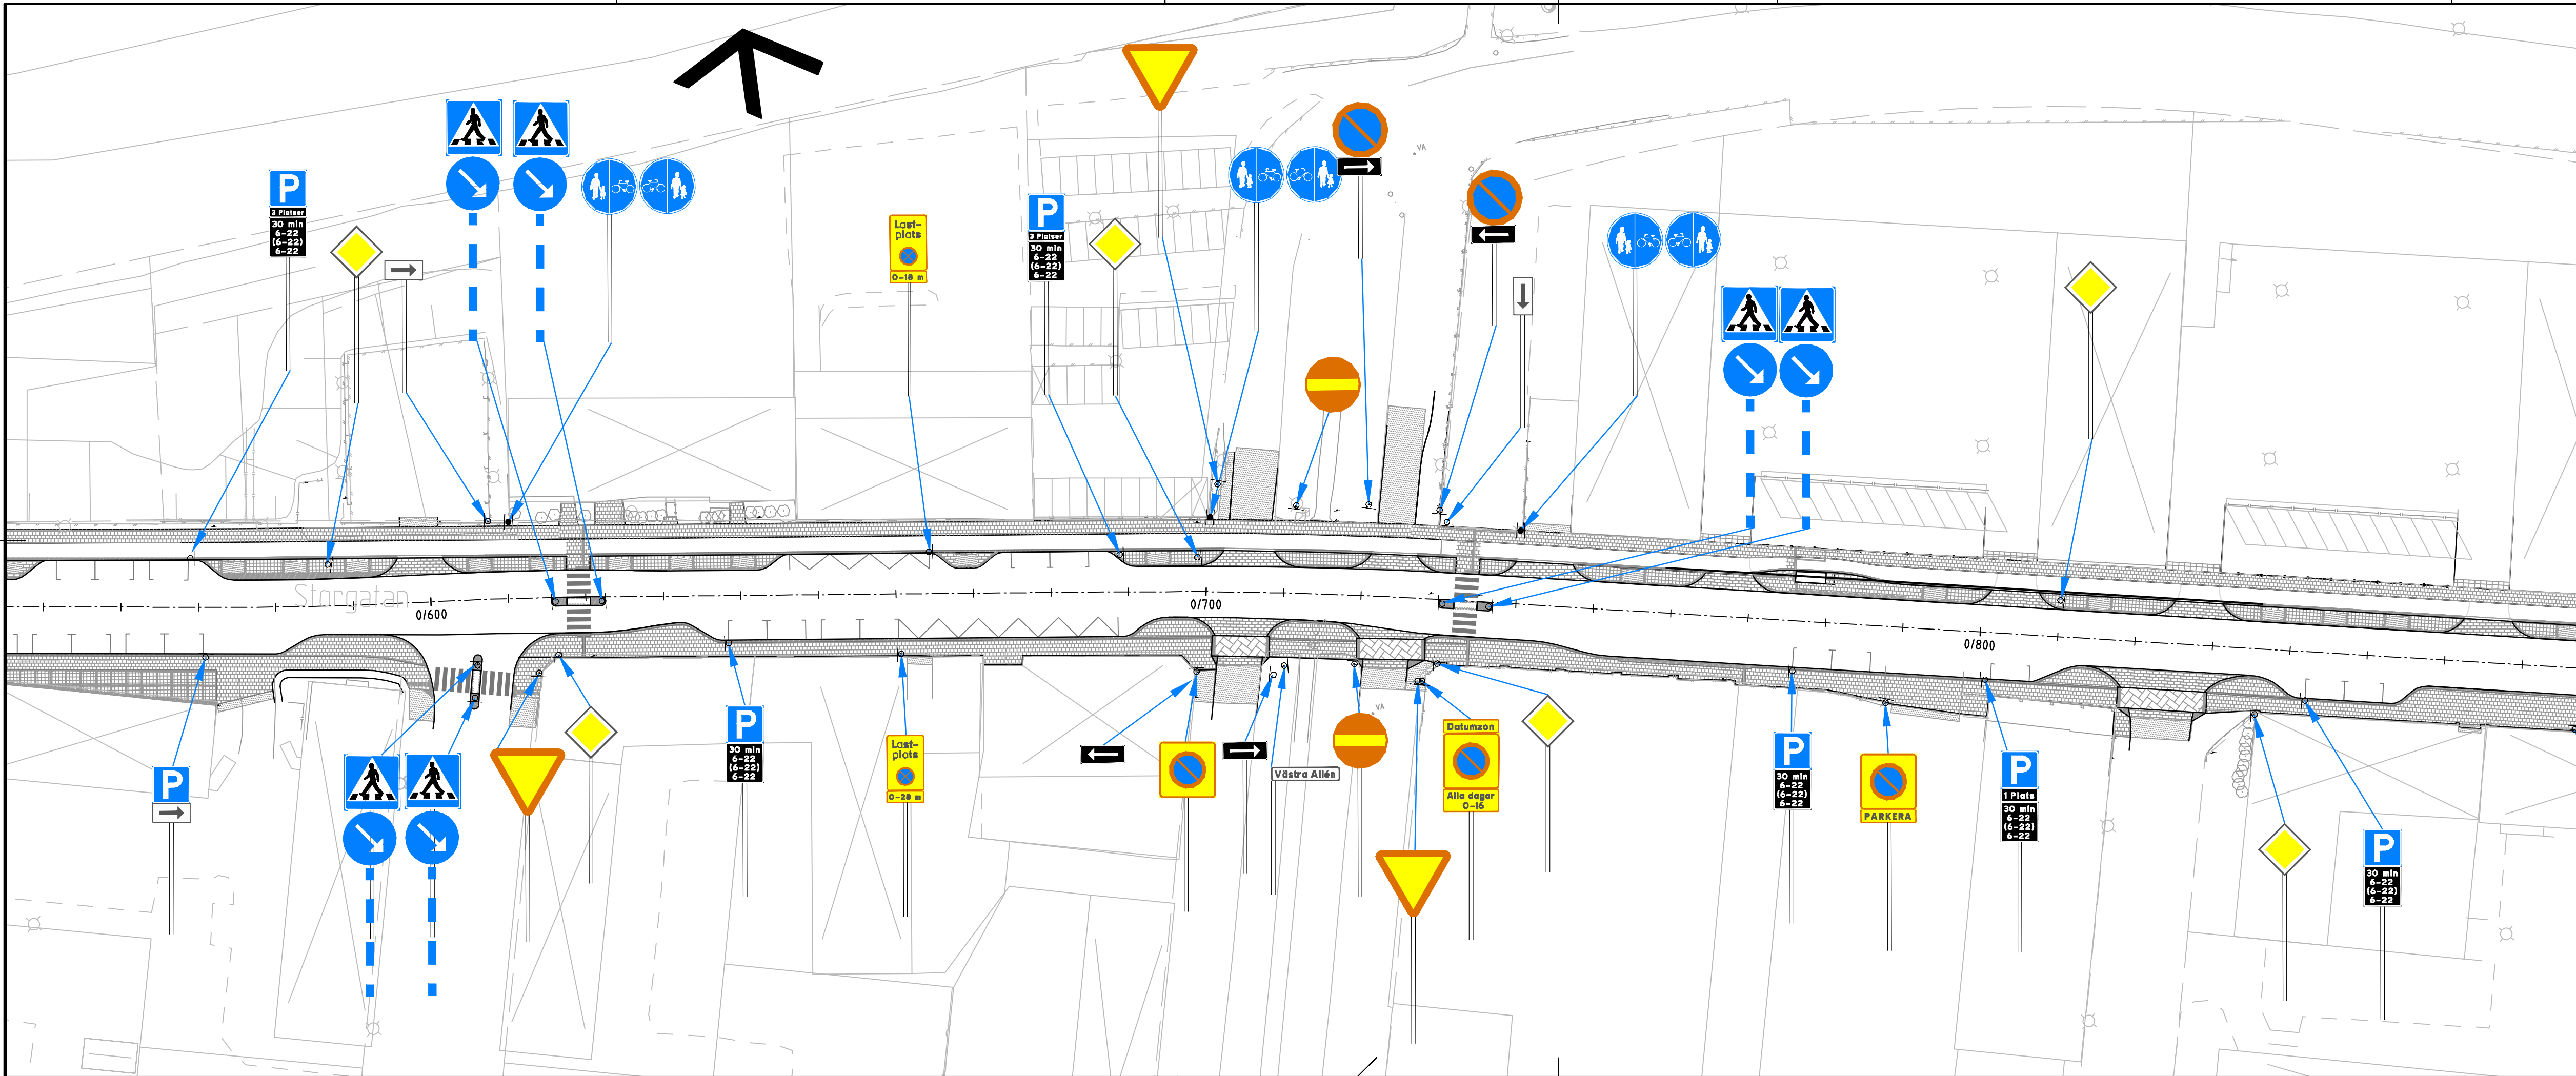 P
3 Platser
30 min
6-22
(6-22)
6-22
Last-
plats
0-18 m
P
3 Platser
30 min
6-22
(6-22)
6-22
VA
Storgatan
0/600
0/700
0/800
P
P
30 min
6-22
(6-22)
6-22
Last-
plats
0-28 m
Västra Allén
VA
Datumzon
Alla dagar
0-16
P
30 min
6-22
(6-22)
6-22
PARKERA
P
1 Plats
30 min
6-22
(6-22)
6-22
P
30 min
6-22
(6-22)
6-22